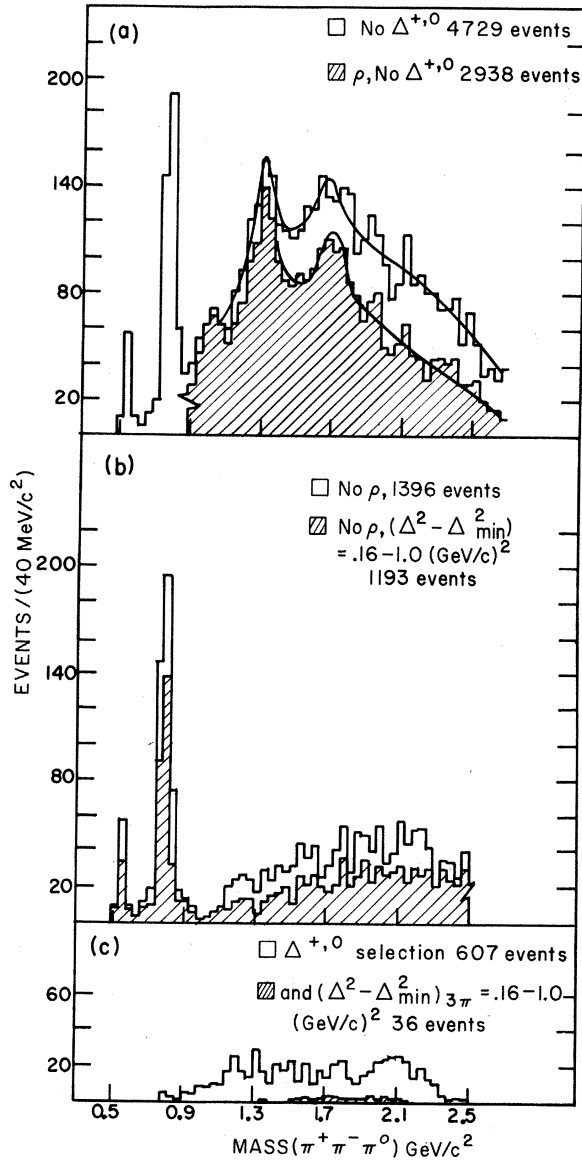 (a)
No Δ⁺,⁰ 4729 events
ρ, No Δ⁺,⁰ 2938 events
200
140
80
20
EVENTS/(40 MeV/c²)
(b)
No ρ, 1396 events
No ρ, (Δ² – Δ²min)
= .16 – 1.0 (GeV/c)²
1193 events
200
140
80
20
(c)
Δ⁺,⁰ selection 607 events
and (Δ² – Δ²min)3π = .16 – 1.0
(GeV/c)² 36 events
60
20
0.5 0.9 1.3 1.7 2.1 2.5
MASS(π⁺π⁻π⁰) GeV/c²